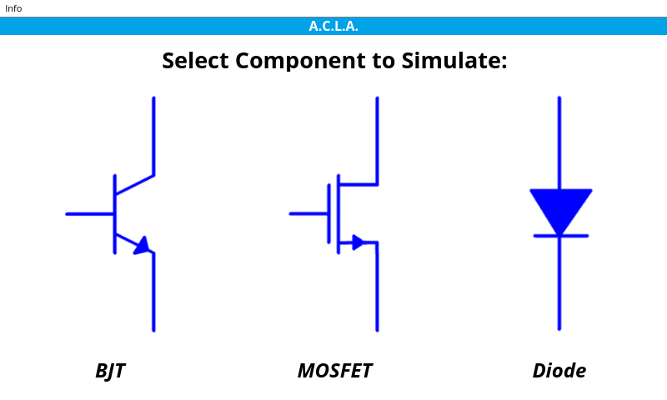 Info
A.C.L.A.
Select Component to Simulate:
BJT MOSFET Diode